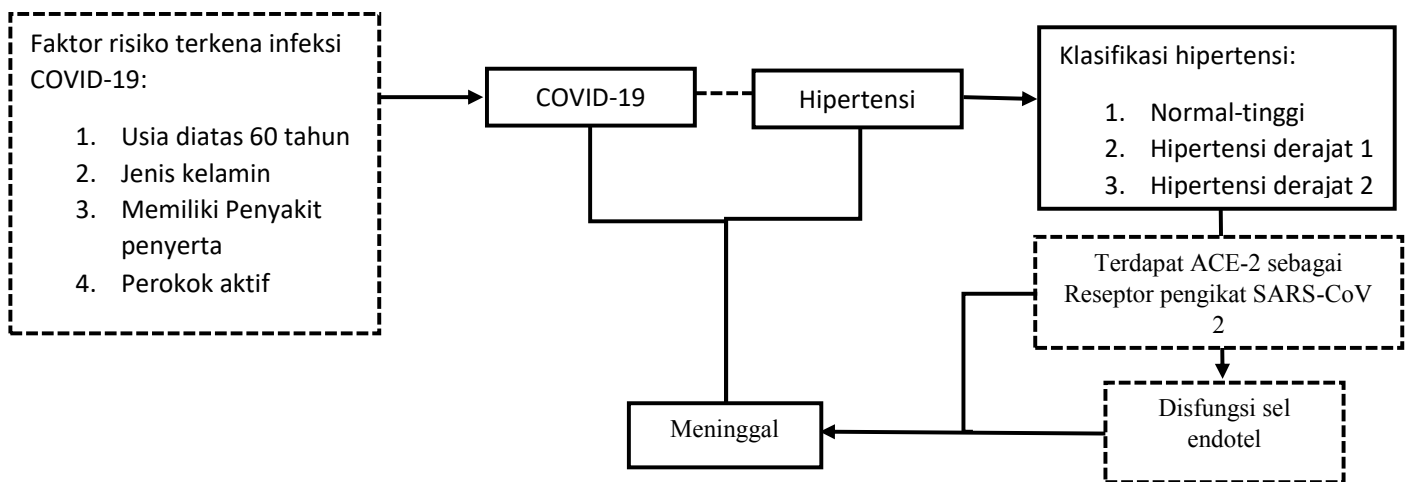 Faktor risiko terkena infeksi
COVID-19:
1. Usia diatas 60 tahun
2. Jenis kelamin
3. Memiliki Penyakit
penyerta
4. Perokok aktif
COVID-19
Hipertensi
Klasifikasi hipertensi:
1. Normal-tinggi
2. Hipertensi derajat 1
3. Hipertensi derajat 2
Terdapat ACE-2 sebagai
Reseptor pengikat SARS-CoV
2
Disfungsi sel
endotel
Meninggal